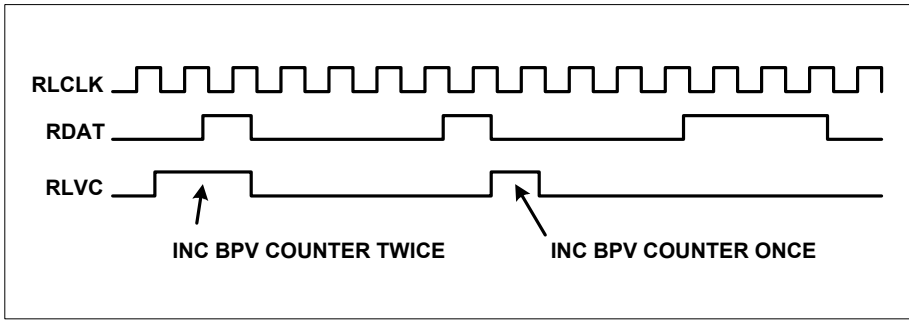 RLCLK
RDAT
RLVC
INC BPV COUNTER TWICE
INC BPV COUNTER ONCE